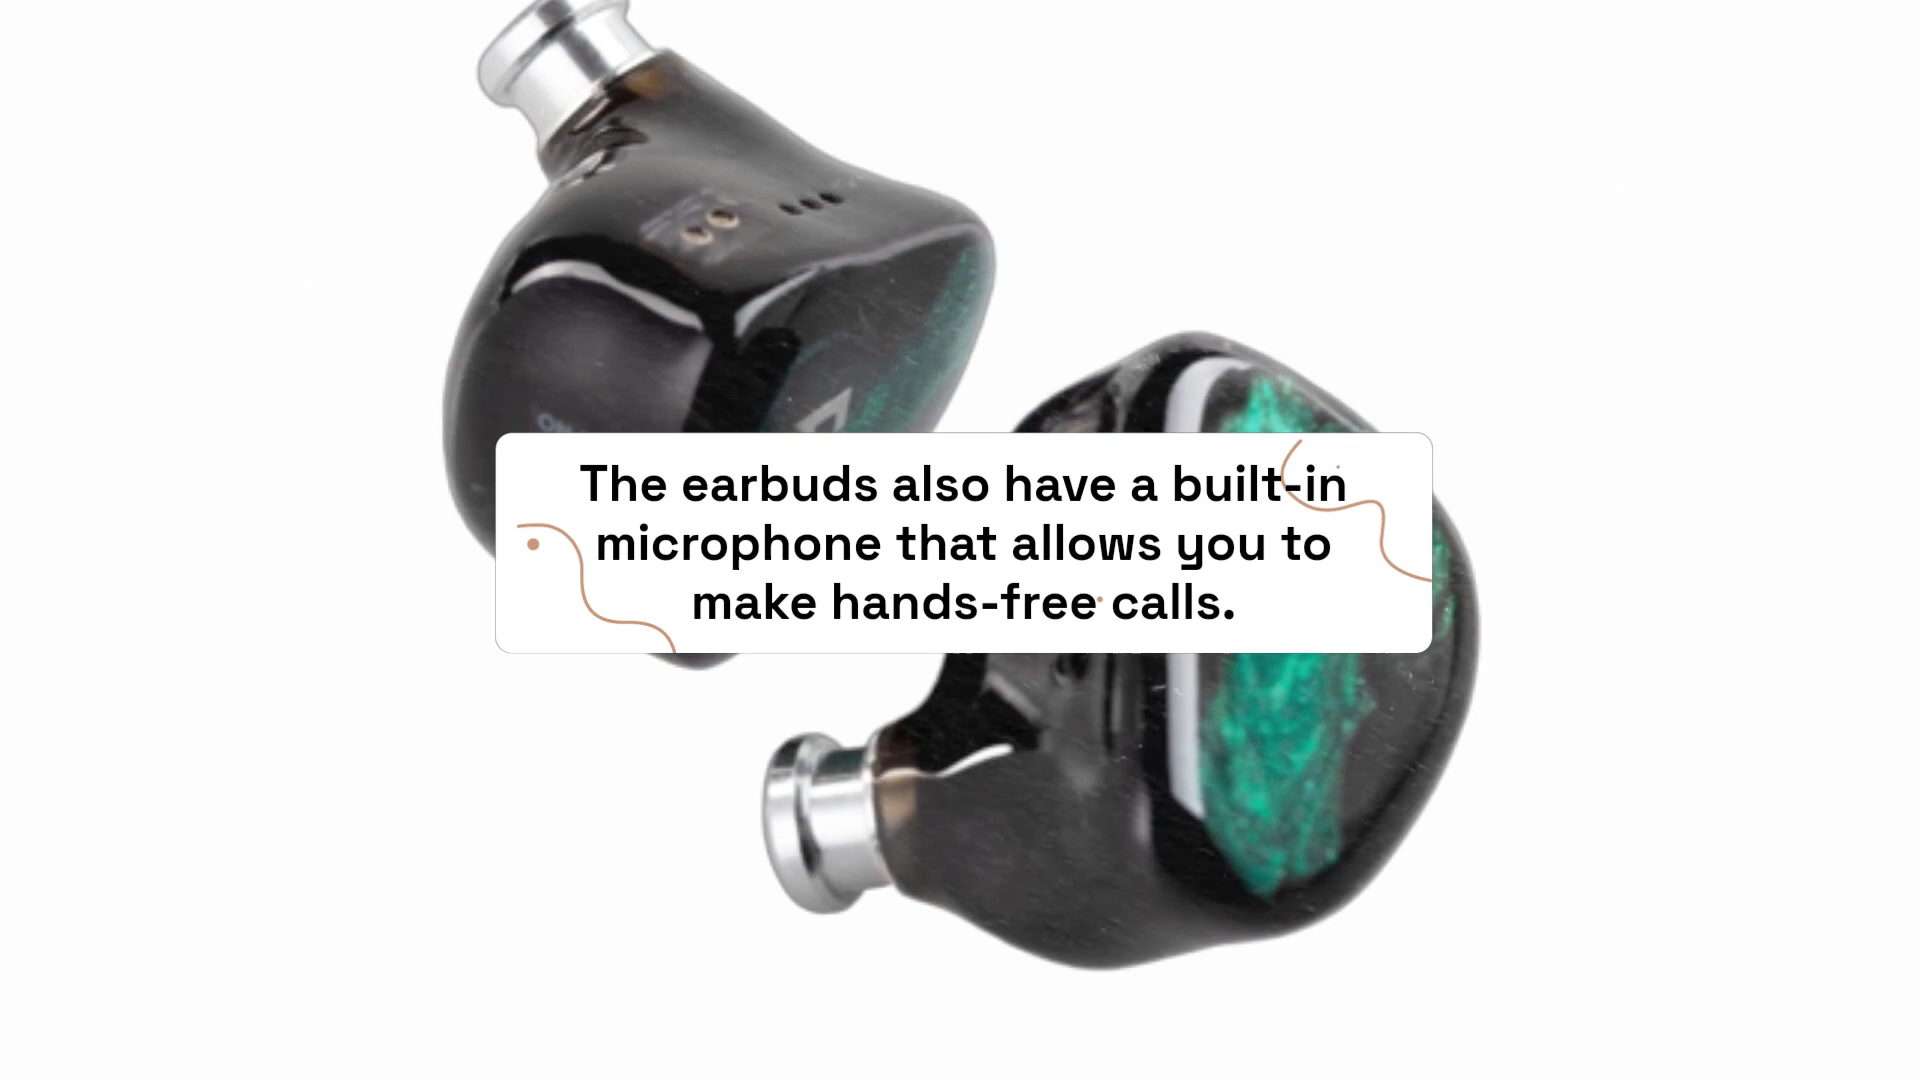 The earbuds also have a built-in
microphone that allows you to
make hands-free calls.